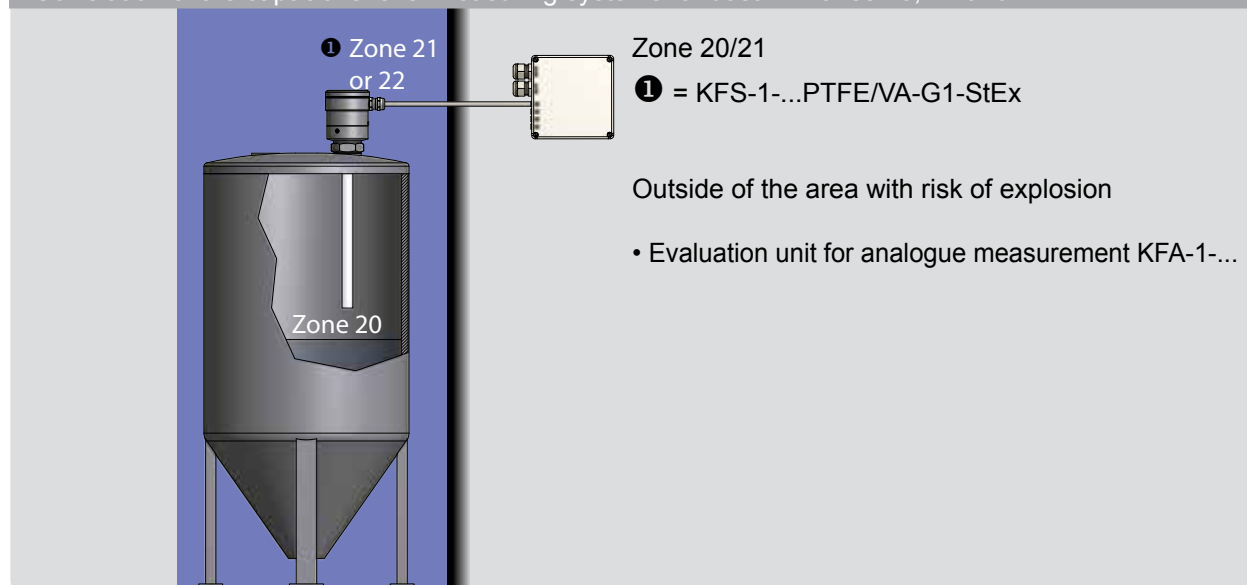 ❶ Zone 21
or 22
Zone 20
Zone 20/21
❶ = KFS-1-...PTFE/VA-G1-StEx
Outside of the area with risk of explosion
• Evaluation unit for analogue measurement KFA-1-...